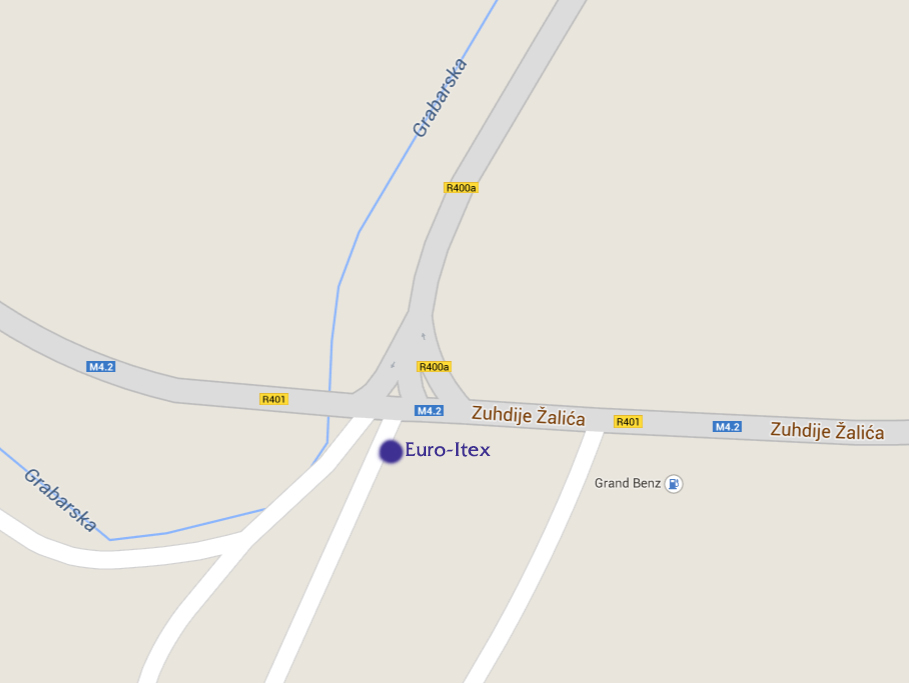 Grabarska
R400a
M4.2
R400a
R401
M4.2
Zuhdije Žalića
R401
M4.2
Zuhdije Žalića
Euro-Itex
Grand Benz
Grabarska